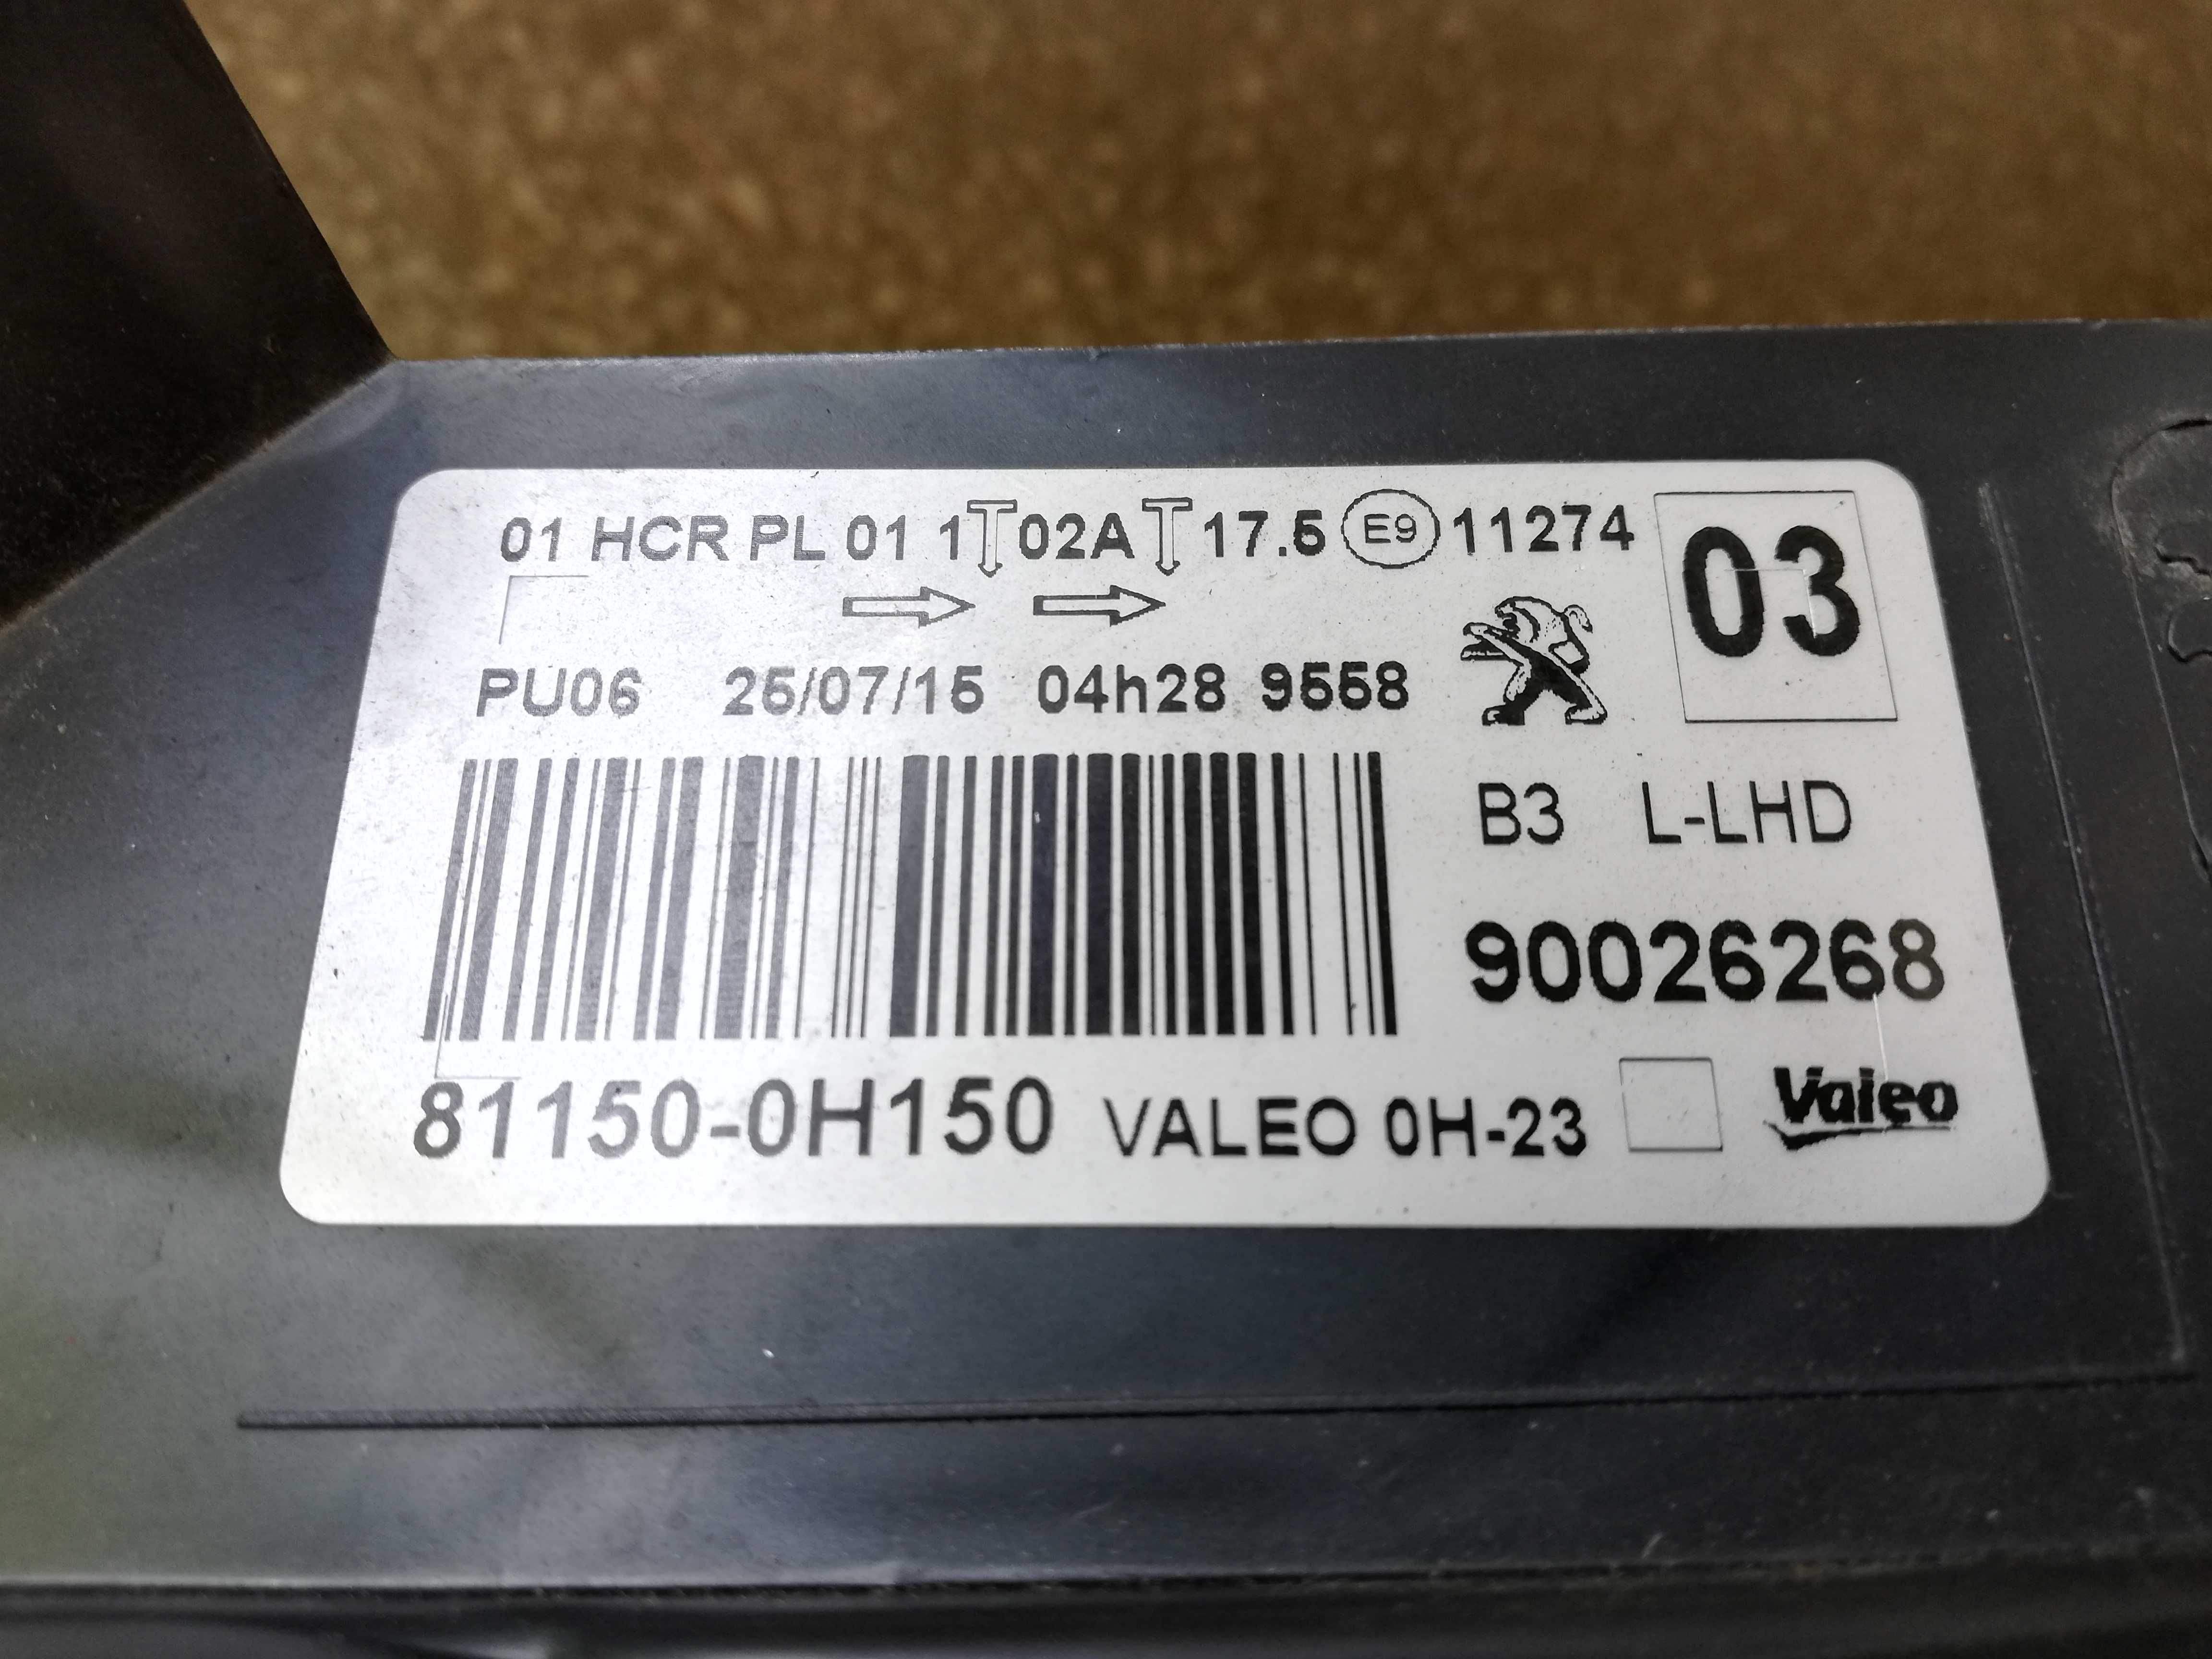 01 HCR PL 01 1 02A 17.5 E9 11274
03
PU06 25/07/15 04h28 9558
B3 L-LHD
90026268
81150-0H150 VALEO 0H-23 Valeo